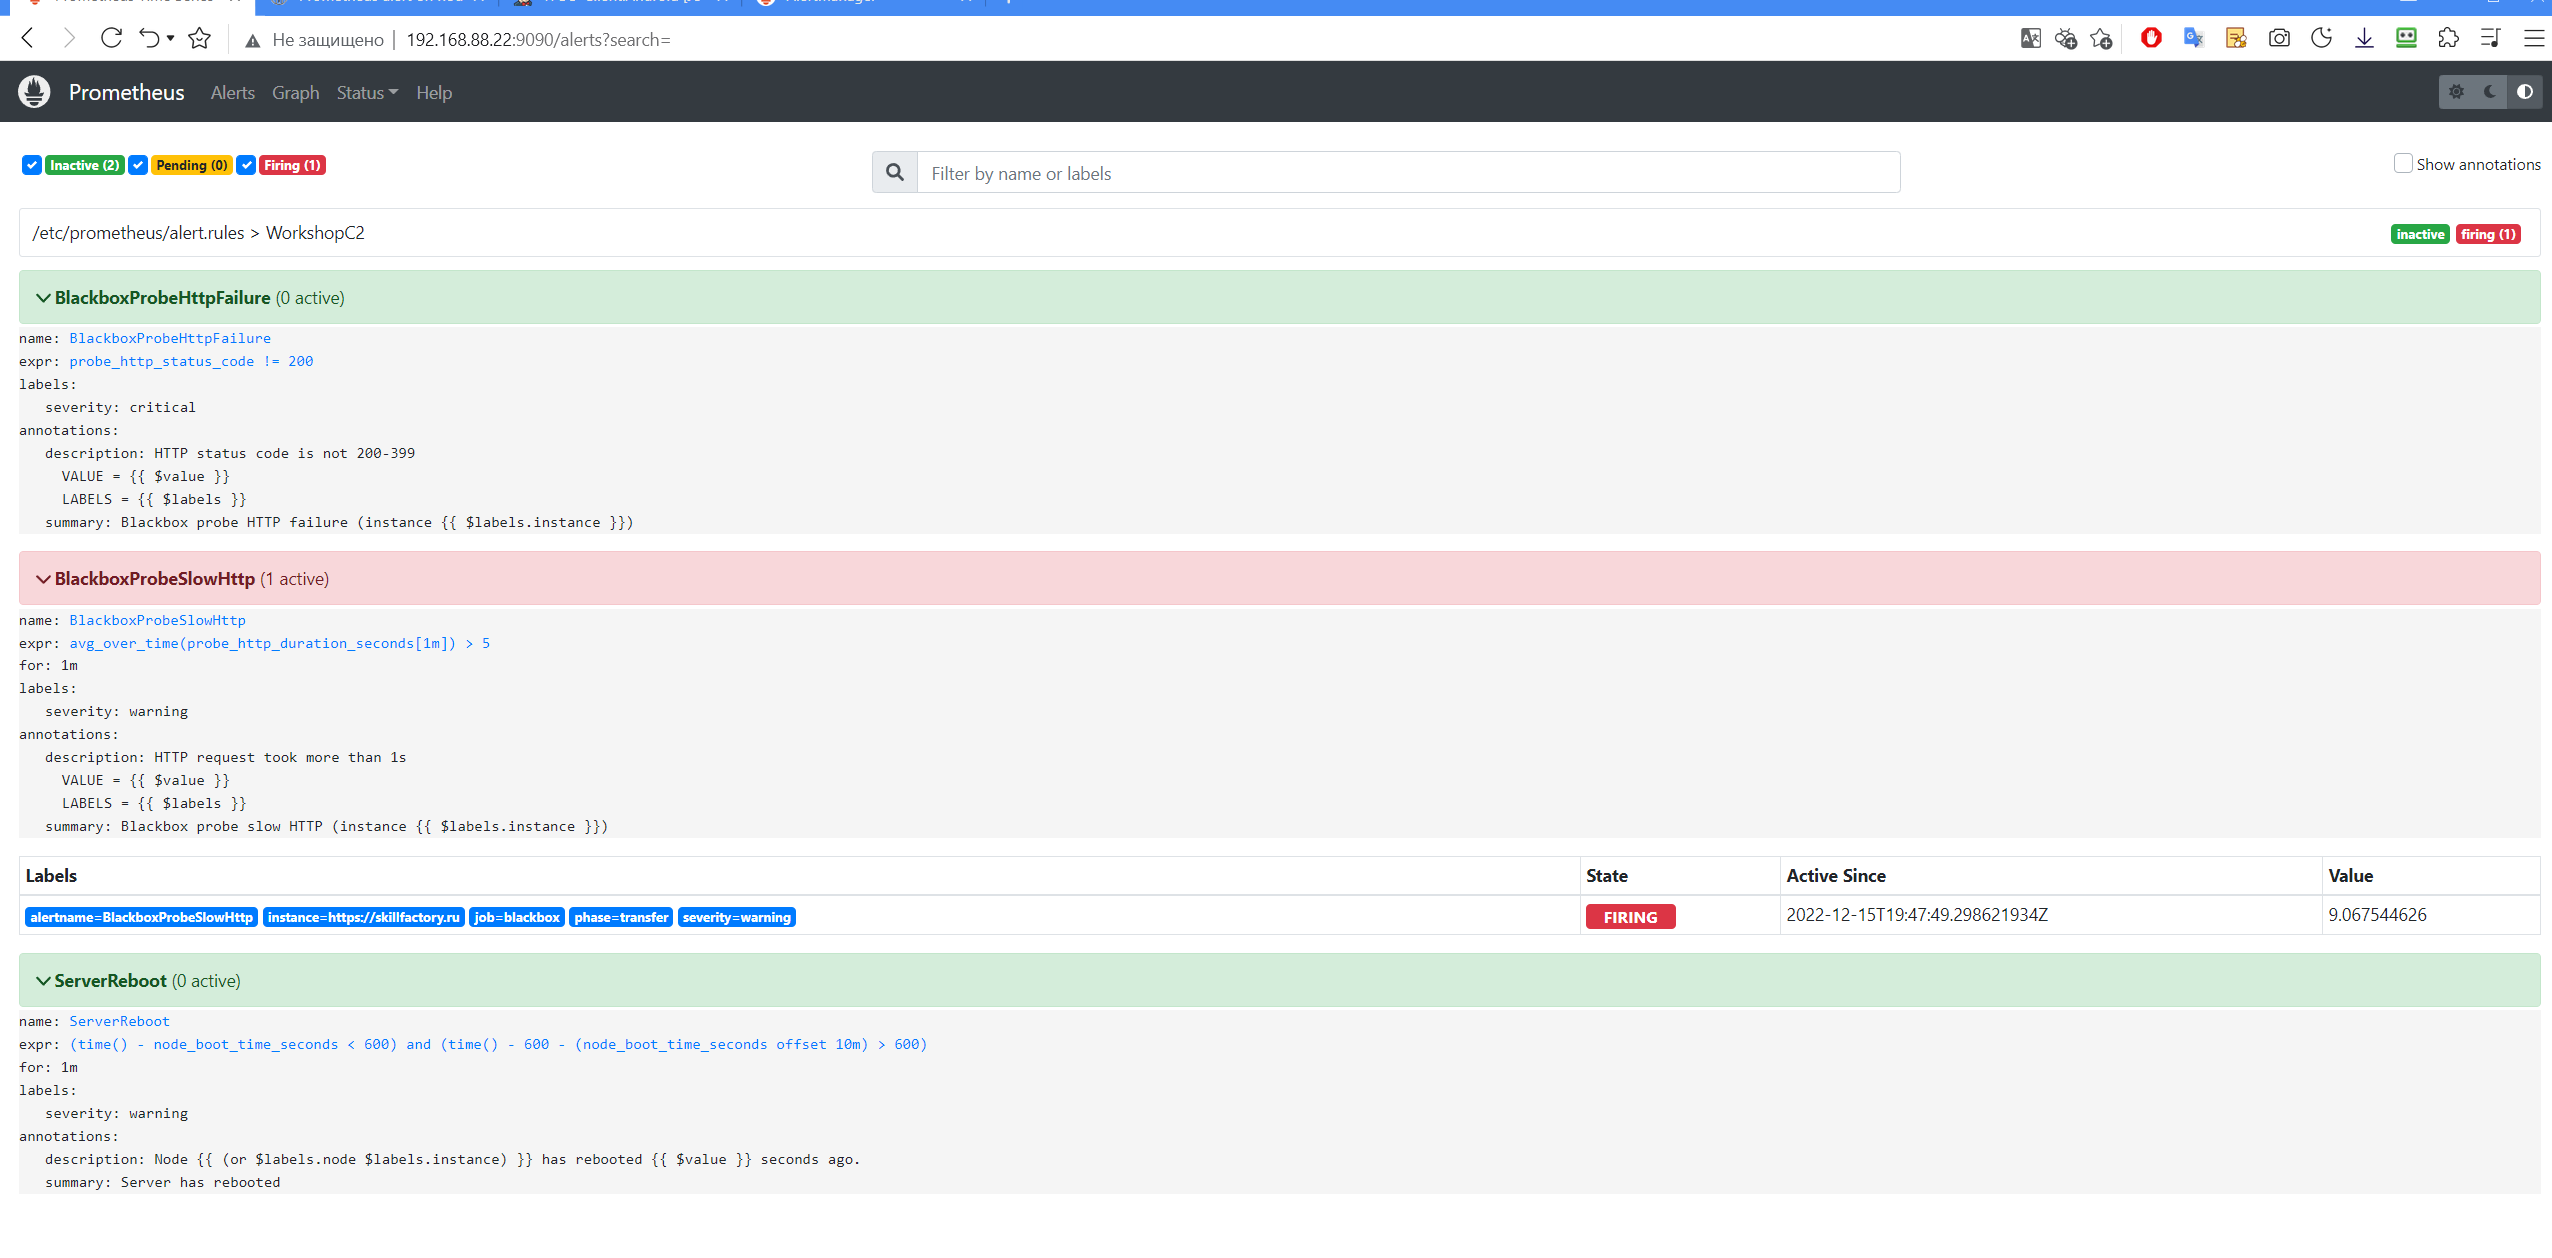 Не защищено | 192.168.88.22:9090/alerts?search=
Prometheus Alerts Graph Status Help
Inactive (2) Pending (0) Firing (1)
Filter by name or labels
Show annotations
/etc/prometheus/alert.rules > WorkshopC2
inactive firing (1)
BlackboxProbeHttpFailure (0 active)
name: BlackboxProbeHttpFailure
expr: probe_http_status_code != 200
labels:
severity: critical
annotations:
description: HTTP status code is not 200-399
VALUE = {{ $value }}
LABELS = {{ $labels }}
summary: Blackbox probe HTTP failure (instance {{ $labels.instance }})
BlackboxProbeSlowHttp (1 active)
name: BlackboxProbeSlowHttp
expr: avg_over_time(probe_http_duration_seconds[1m]) > 5
for: 1m
labels:
severity: warning
annotations:
description: HTTP request took more than 1s
VALUE = {{ $value }}
LABELS = {{ $labels }}
summary: Blackbox probe slow HTTP (instance {{ $labels.instance }})
Labels State Active Since Value
alertname=BlackboxProbeSlowHttp instance=https://skillfactory.ru job=blackbox phase=transfer severity=warning FIRING 2022-12-15T19:47:49.298621934Z 9.067544626
ServerReboot (0 active)
name: ServerReboot
expr: (time() - node_boot_time_seconds < 600) and (time() - 600 - (node_boot_time_seconds offset 10m) > 600)
for: 1m
labels:
severity: warning
annotations:
description: Node {{ (or $labels.node $labels.instance) }} has rebooted {{ $value }} seconds ago.
summary: Server has rebooted